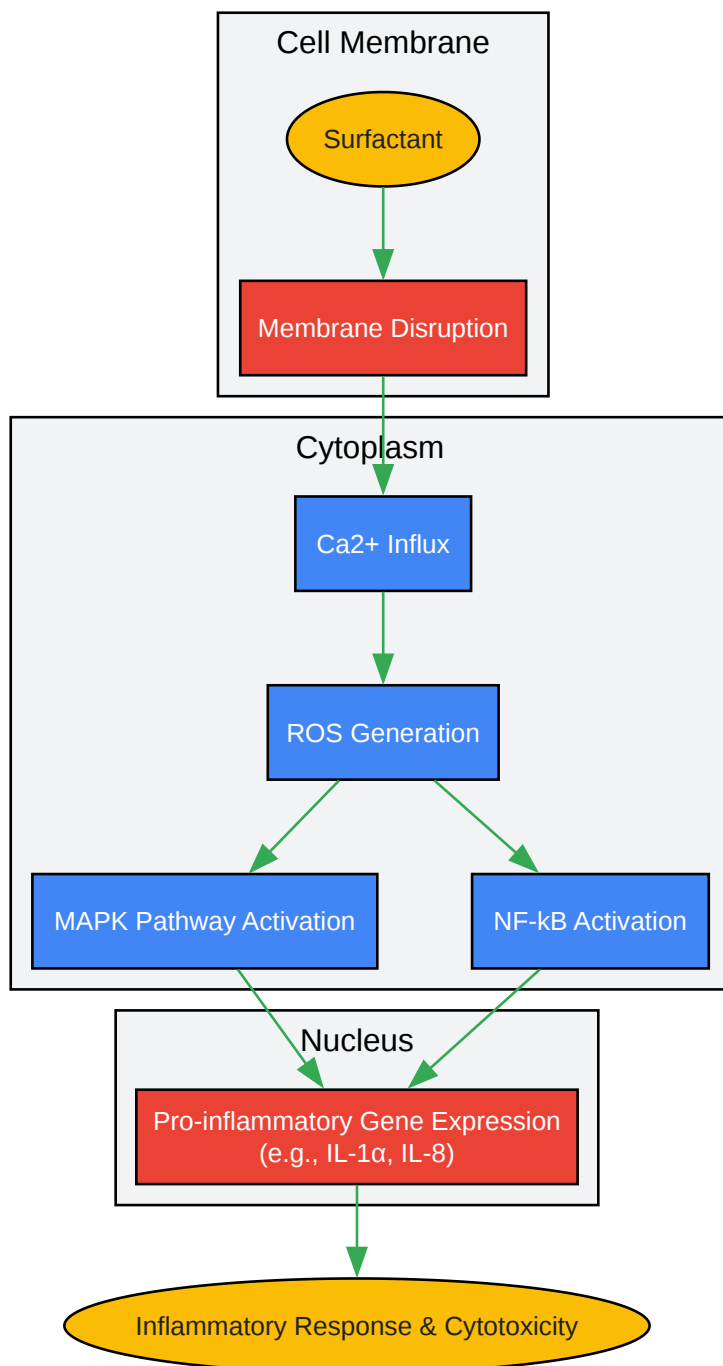 Cell Membrane
Surfactant
Membrane Disruption
Cytoplasm
Ca2+ Influx
ROS Generation
MAPK Pathway Activation
NF-kB Activation
Nucleus
Pro-inflammatory Gene Expression
(e.g., IL-1α, IL-8)
Inflammatory Response & Cytotoxicity